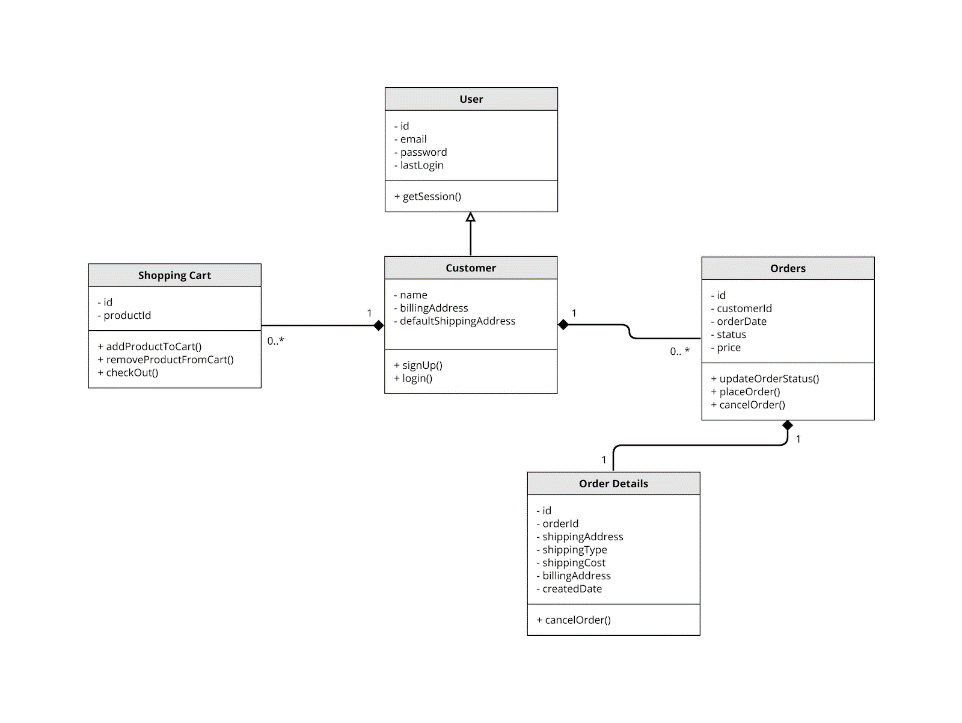 User
- id
- email
- password
- lastLogin
+ getSession()
Shopping Cart
- id
- productId
+ addProductToCart()
+ removeProductFromCart()
+ checkOut()
1
0..*
Customer
- name
- billingAddress
- defaultShippingAddress
+ signUp()
+ login()
1
0.. *
Orders
- id
- customerId
- orderDate
- status
- price
+ updateOrderStatus()
+ placeOrder()
+ cancelOrder()
1
1
Order Details
- id
- orderId
- shippingAddress
- shippingType
- shippingCost
- billingAddress
- createdDate
+ cancelOrder()